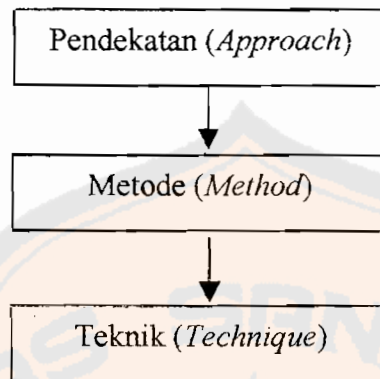 Pendekatan (Approach)
Metode (Method)
Teknik (Technique)